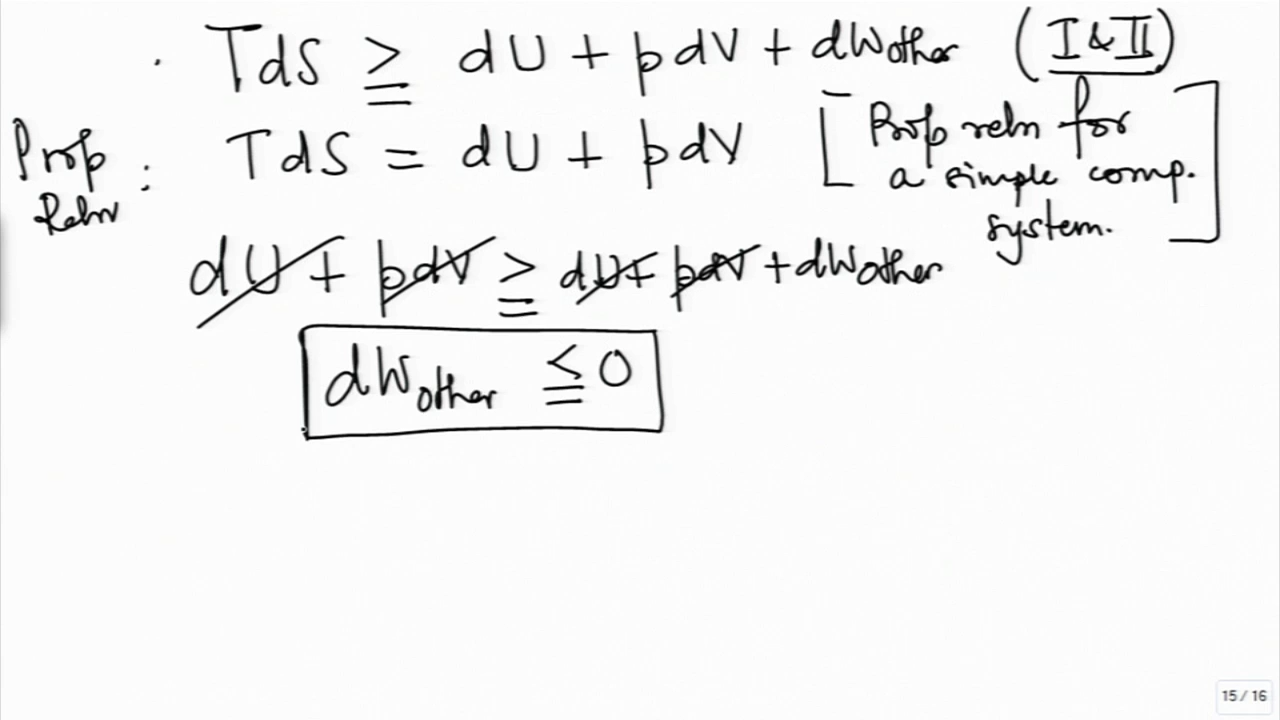 . TdS ≧ dU + pdV + dWother (I & II)
Prop Reln : TdS = dU + pdV [Prop reln for
a simple comp.
system.]
dU + pdV ≧ dU + pdV + dWother
dWother ≦ 0
15 / 16